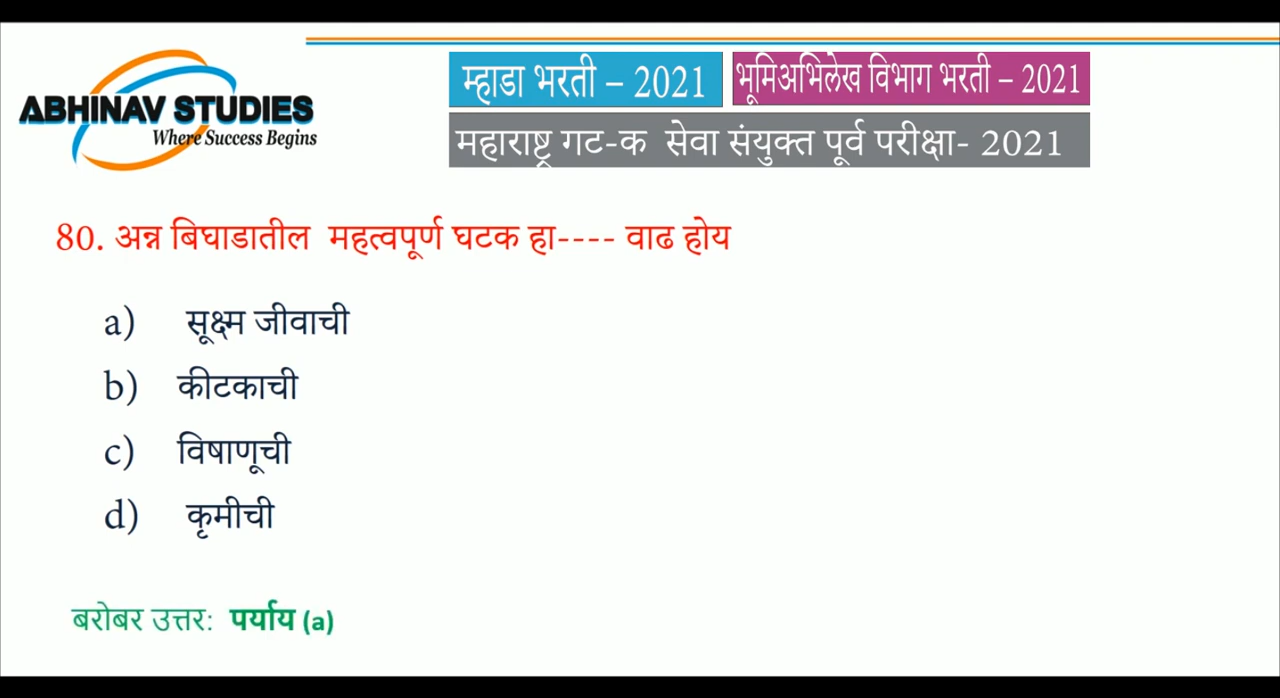 ABHINAV STUDIES
Where Success Begins
म्हाडा भरती – 2021
भूमिअभिलेख विभाग भरती – 2021
महाराष्ट्र गट-क सेवा संयुक्त पूर्व परीक्षा- 2021
80. अन्न बिघाडातील महत्वपूर्ण घटक हा---- वाढ होय
a) सूक्ष्म जीवाची
b) कीटकाची
c) विषाणूची
d) कृमीची
बरोबर उत्तर: पर्याय (a)